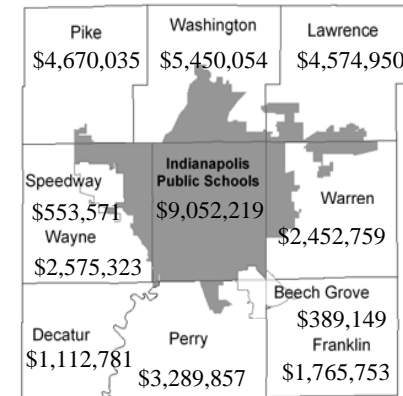 Pike
$4,670,035
Washington
$5,450,054
Lawrence
$4,574,950
Speedway
$553,571
Wayne
$2,575,323
Indianapolis
Public Schools
$9,052,219
Warren
$2,452,759
Decatur
$1,112,781
Perry
$3,289,857
Beech Grove
$389,149
Franklin
$1,765,753